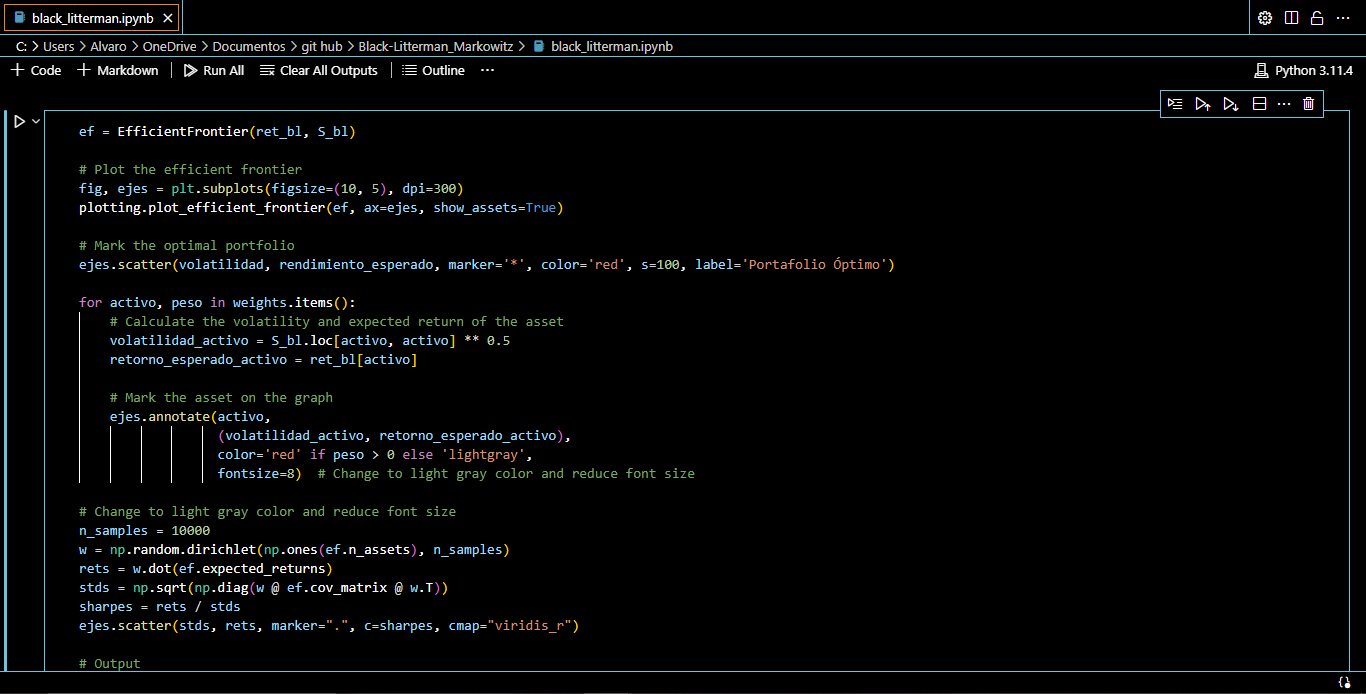 black_litterman.ipynb
C: > Users > Alvaro > OneDrive > Documentos > git hub > Black-Litterman_Markowitz > black_litterman.ipynb
+ Code + Markdown | Run All Clear All Outputs | Outline ··· Python 3.11.4
ef = EfficientFrontier(ret_bl, S_bl)
# Plot the efficient frontier
fig, ejes = plt.subplots(figsize=(10, 5), dpi=300)
plotting.plot_efficient_frontier(ef, ax=ejes, show_assets=True)
# Mark the optimal portfolio
ejes.scatter(volatilidad, rendimiento_esperado, marker='*', color='red', s=100, label='Portafolio Óptimo')
for activo, peso in weights.items():
    # Calculate the volatility and expected return of the asset
    volatilidad_activo = S_bl.loc[activo, activo] ** 0.5
    retorno_esperado_activo = ret_bl[activo]
    # Mark the asset on the graph
    ejes.annotate(activo,
                  (volatilidad_activo, retorno_esperado_activo),
                  color='red' if peso > 0 else 'lightgray',
                  fontsize=8)  # Change to light gray color and reduce font size
# Change to light gray color and reduce font size
n_samples = 10000
w = np.random.dirichlet(np.ones(ef.n_assets), n_samples)
rets = w.dot(ef.expected_returns)
stds = np.sqrt(np.diag(w @ ef.cov_matrix @ w.T))
sharpes = rets / stds
ejes.scatter(stds, rets, marker=".", c=sharpes, cmap="viridis_r")
# Output